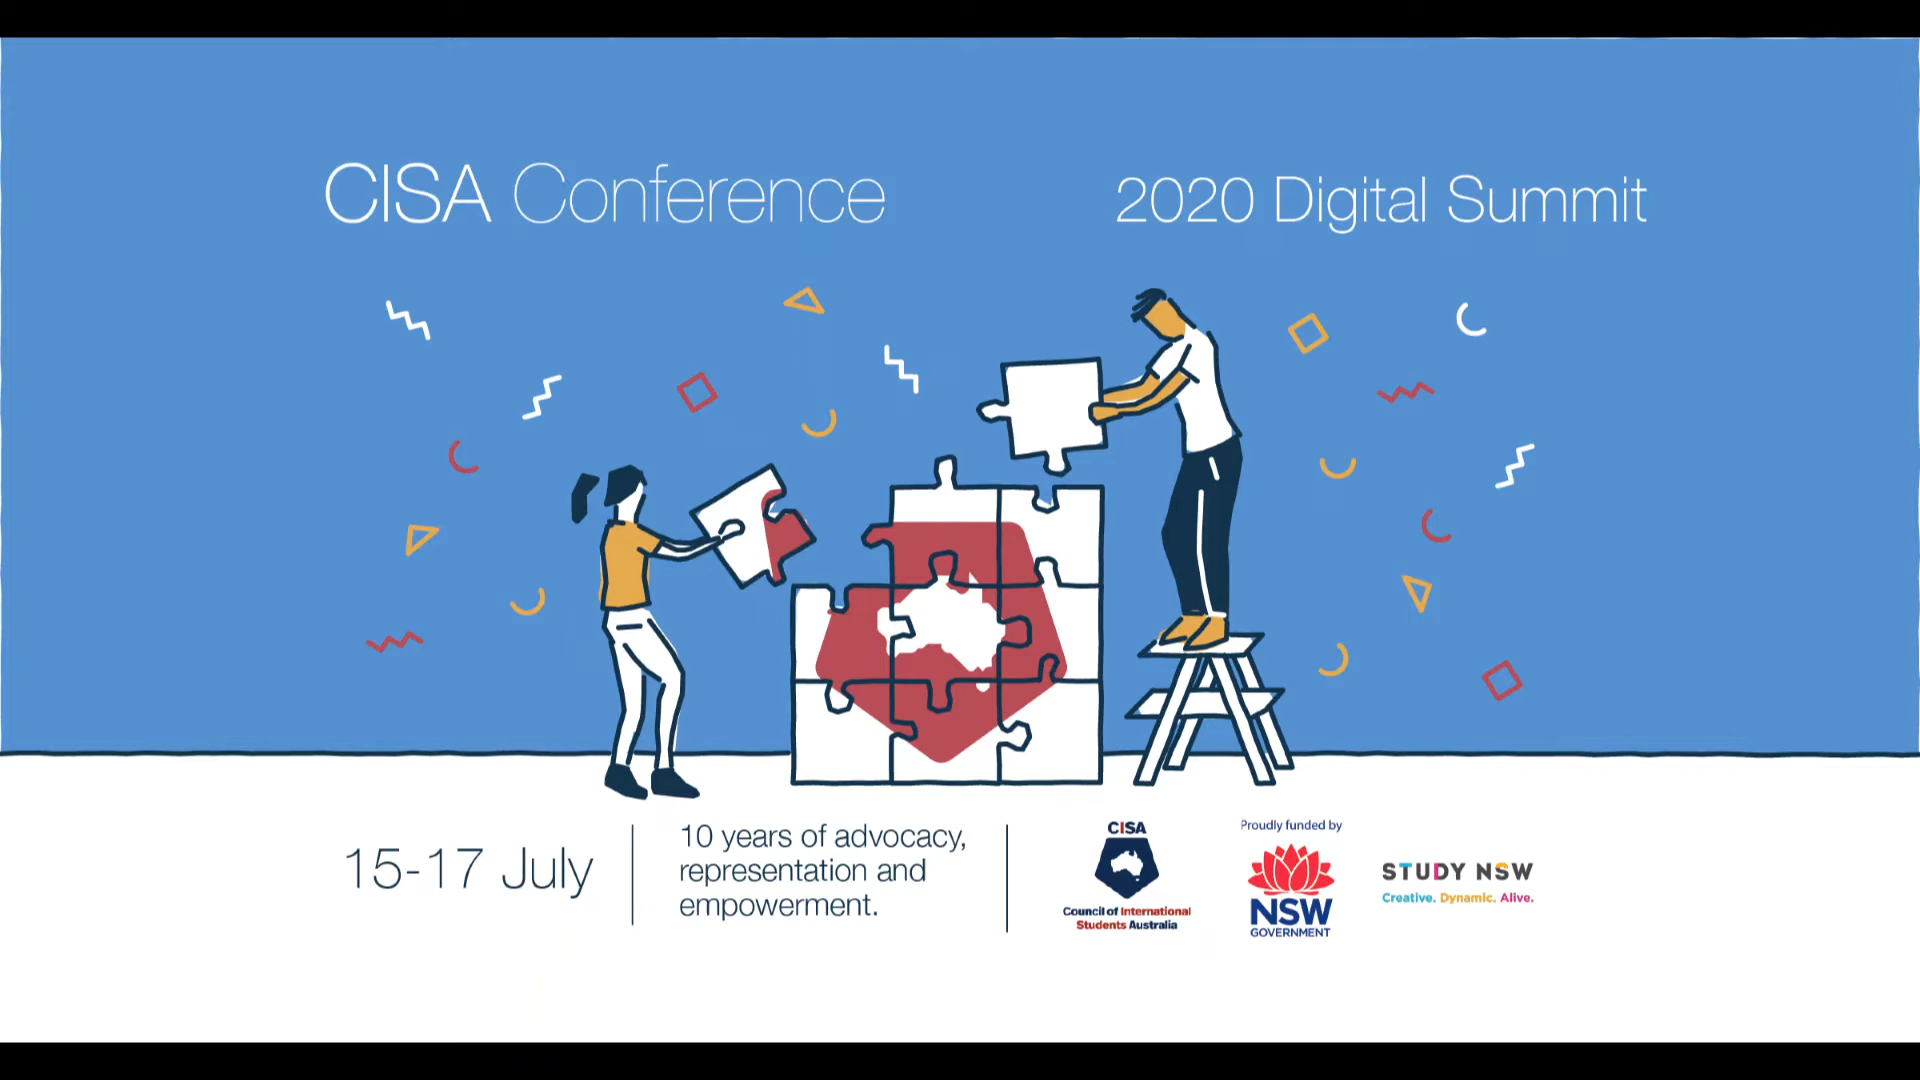 CISA Conference
2020 Digital Summit
15-17 July
10 years of advocacy,
representation and
empowerment.
CISA
Council of International
Students Australia
Proudly funded by
NSW
GOVERNMENT
STUDY NSW
Creative. Dynamic. Alive.